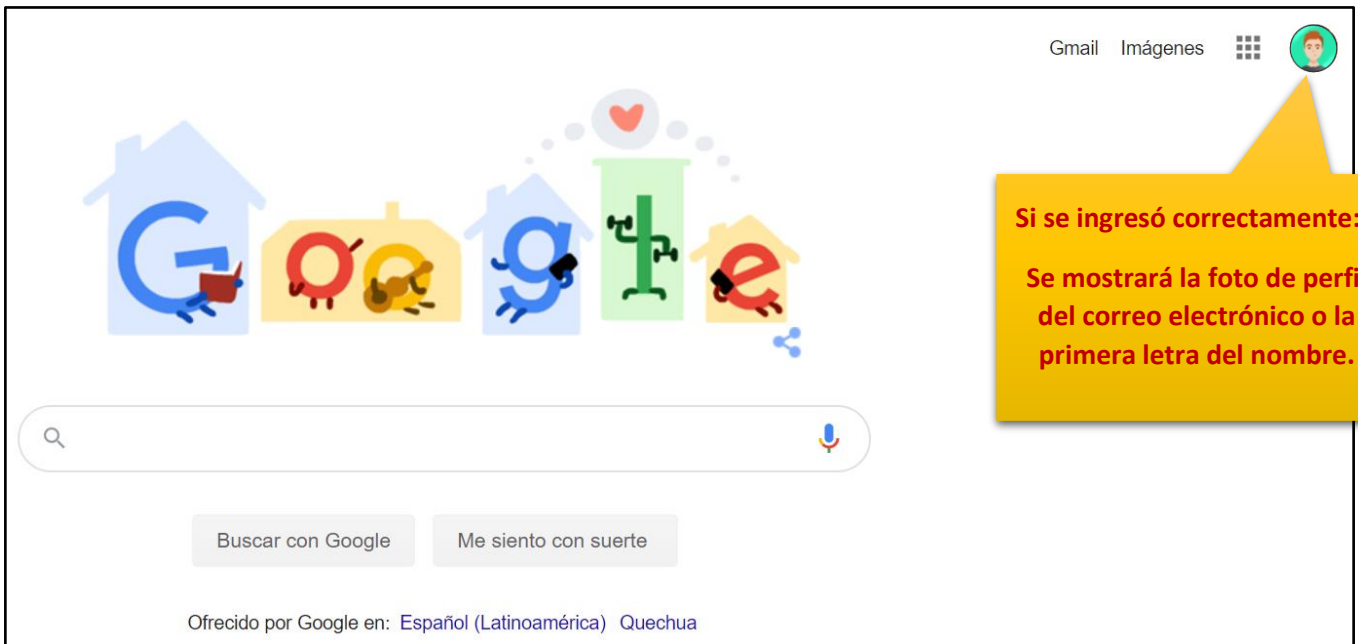 Gmail Imágenes
Google
Si se ingresó correctamente:
Se mostrará la foto de perfi
del correo electrónico o la
primera letra del nombre.
Buscar con Google Me siento con suerte
Ofrecido por Google en: Español (Latinoamérica) Quechua